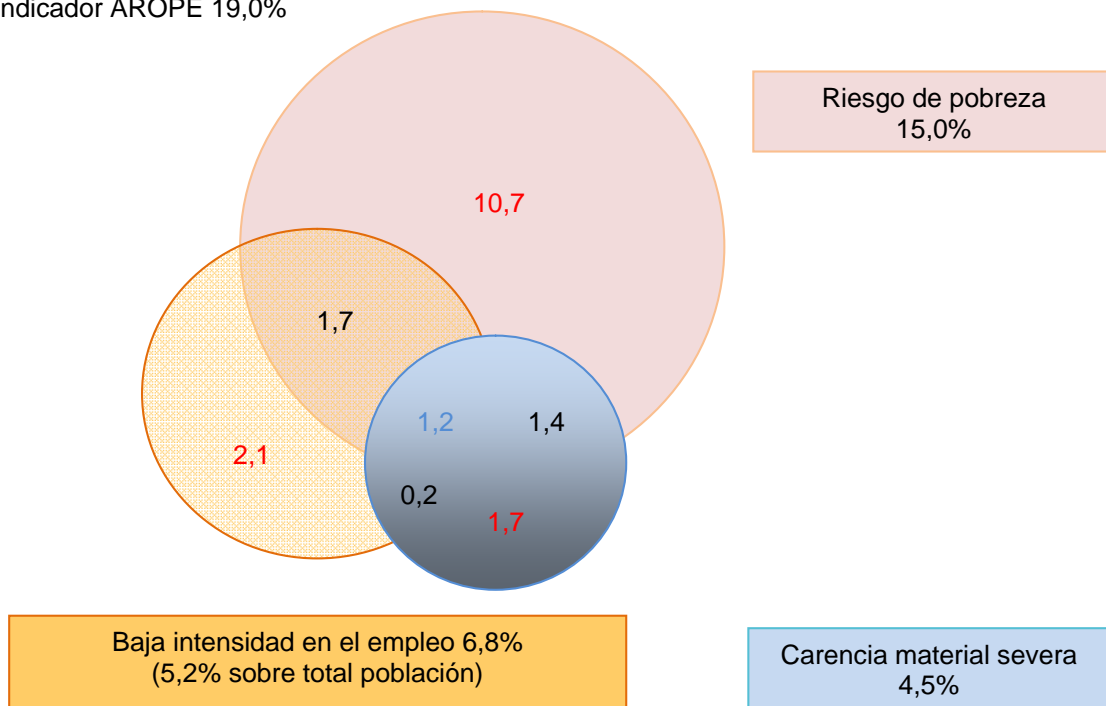 ndicador AROPE 19,0%
Riesgo de pobreza
15,0%
10,7
1,7
1,2
1,4
2,1
0,2
1,7
Baja intensidad en el empleo 6,8%
(5,2% sobre total población)
Carencia material severa
4,5%